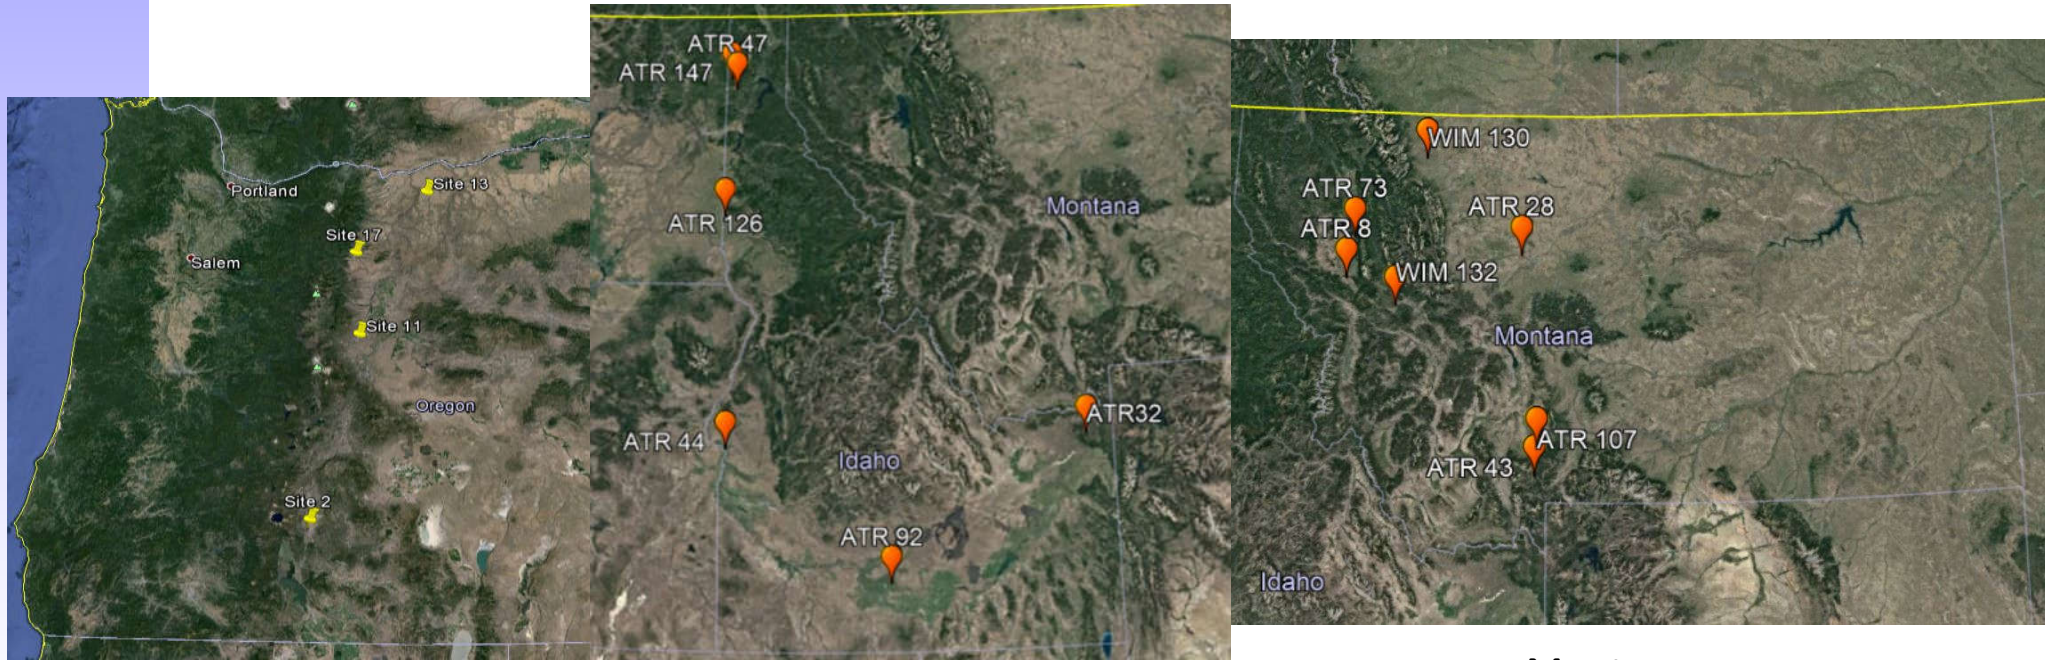 Portland
Site 13
Site 17
Salem
Site 11
Oregon
Site 2
ATR 47
ATR 147
ATR 126
Montana
ATR32
ATR 44
Idaho
ATR 92
WIM 130
ATR 73
ATR 28
ATR 8
WIM 132
Montana
ATR 107
ATR 43
Idaho